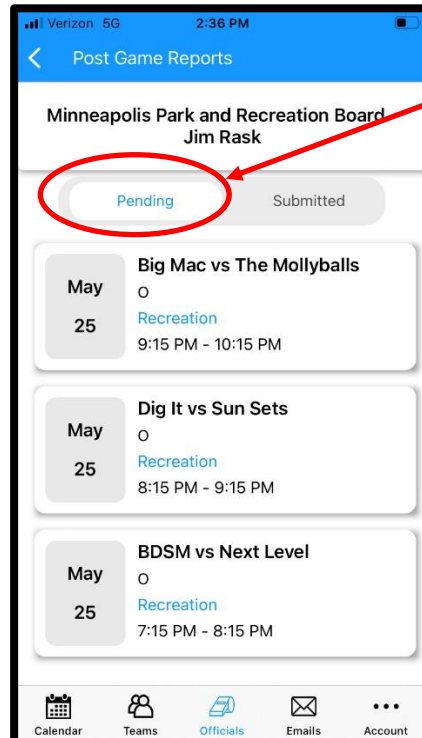 Verizon 5G 2:36 PM
Post Game Reports
Minneapolis Park and Recreation Board
Jim Rask
Pending Submitted
May
25
Big Mac vs The Mollyballs
O
Recreation
9:15 PM - 10:15 PM
May
25
Dig It vs Sun Sets
O
Recreation
8:15 PM - 9:15 PM
May
25
BDSM vs Next Level
O
Recreation
7:15 PM - 8:15 PM
Calendar Teams Officials Emails Account